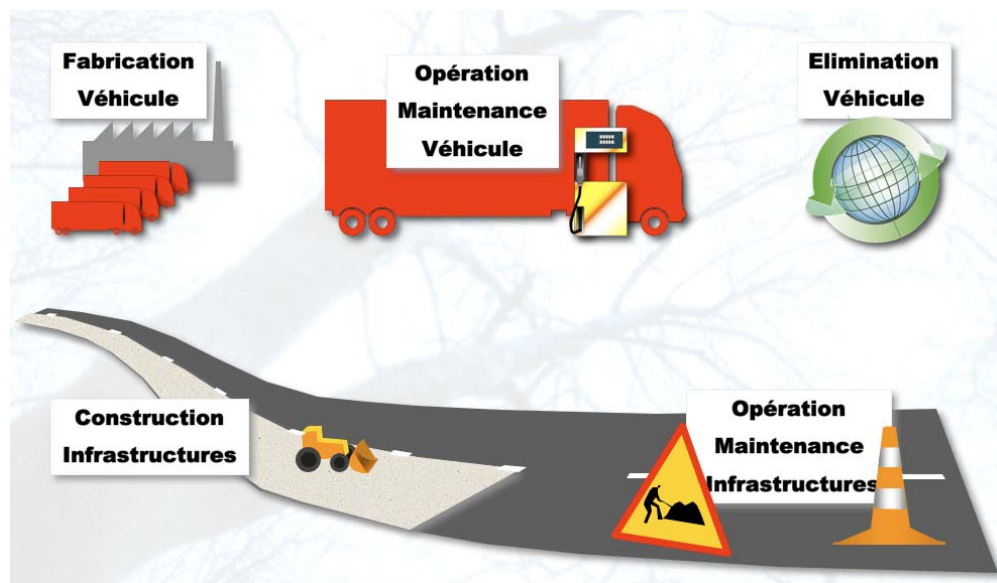 Fabrication
Véhicule
Opération
Maintenance
Véhicule
Elimination
Véhicule
Construction
Infrastructures
Opération
Maintenance
Infrastructures